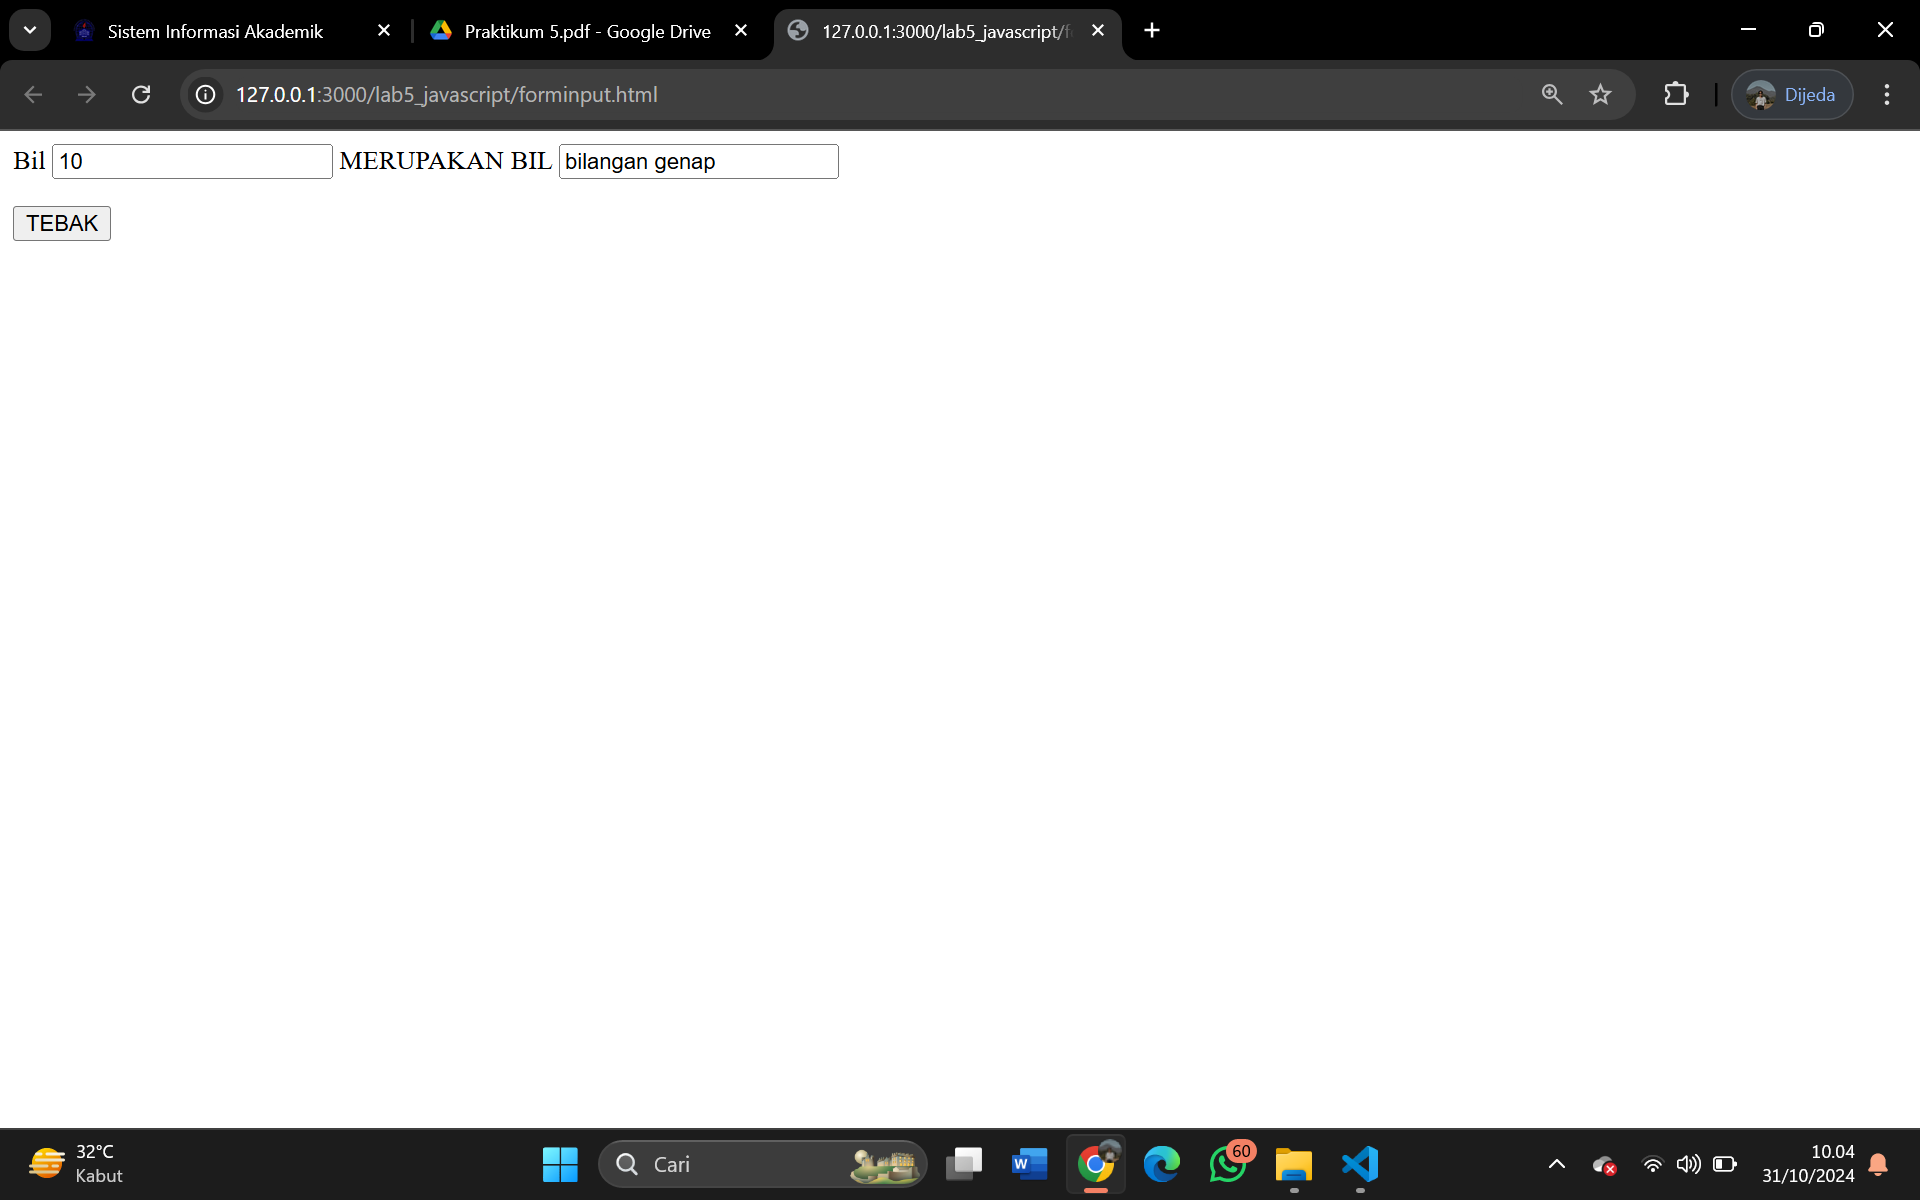 Sistem Informasi Akademik
Praktikum 5.pdf - Google Drive
127.0.0.1:3000/lab5_javascript/f
127.0.0.1:3000/lab5_javascript/forminput.html
Dijeda
Bil 10 MERUPAKAN BIL bilangan genap
TEBAK
32°C
Kabut
Cari
W
60
10.04
31/10/2024